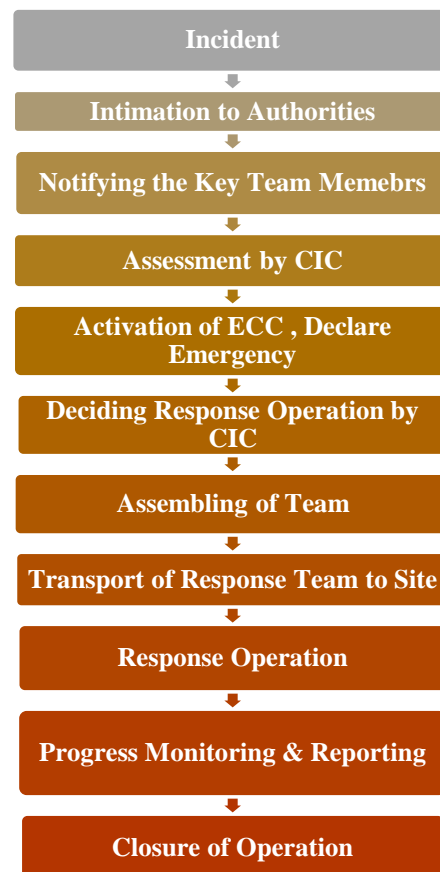 Incident
Intimation to Authorities
Notifying the Key Team Memebrs
Assessment by CIC
Activation of ECC , Declare
Emergency
Deciding Response Operation by
CIC
Assembling of Team
Transport of Response Team to Site
Response Operation
Progress Monitoring & Reporting
Closure of Operation